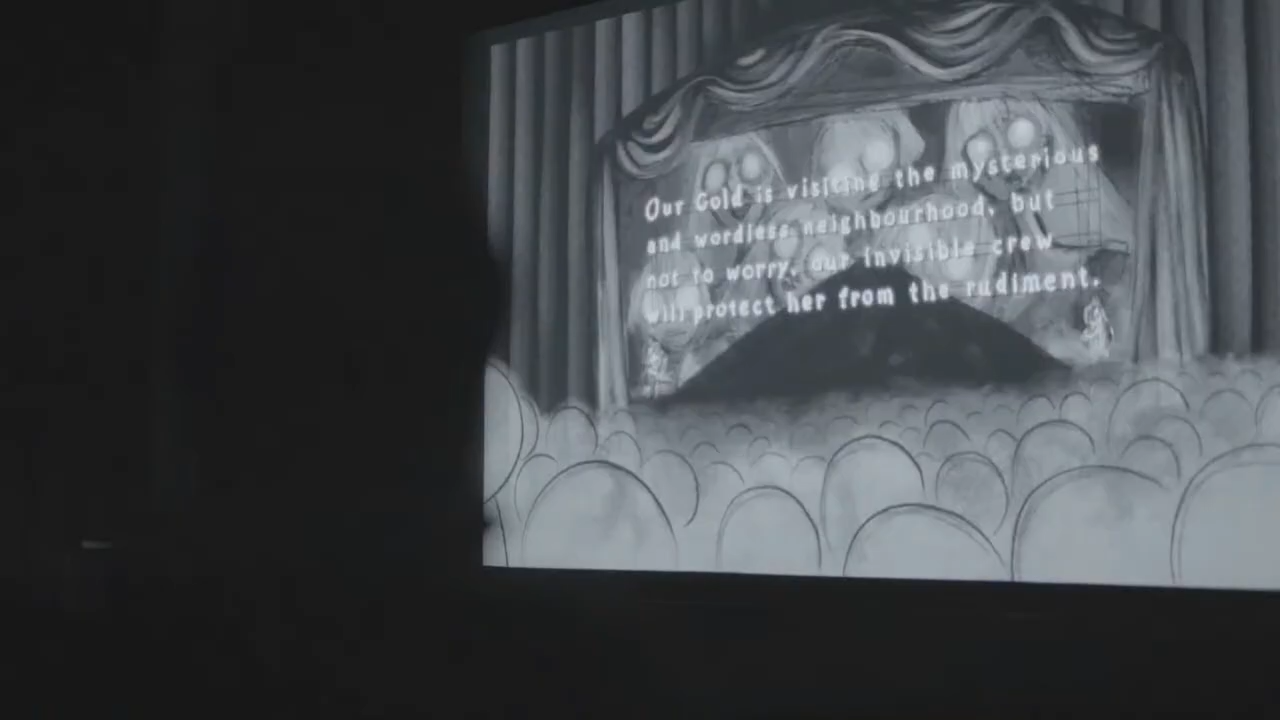 Our Gold is visiting the mysterious
and wordless neighbourhood, but
not to worry, our invisible crew
will protect her from the rudiment.